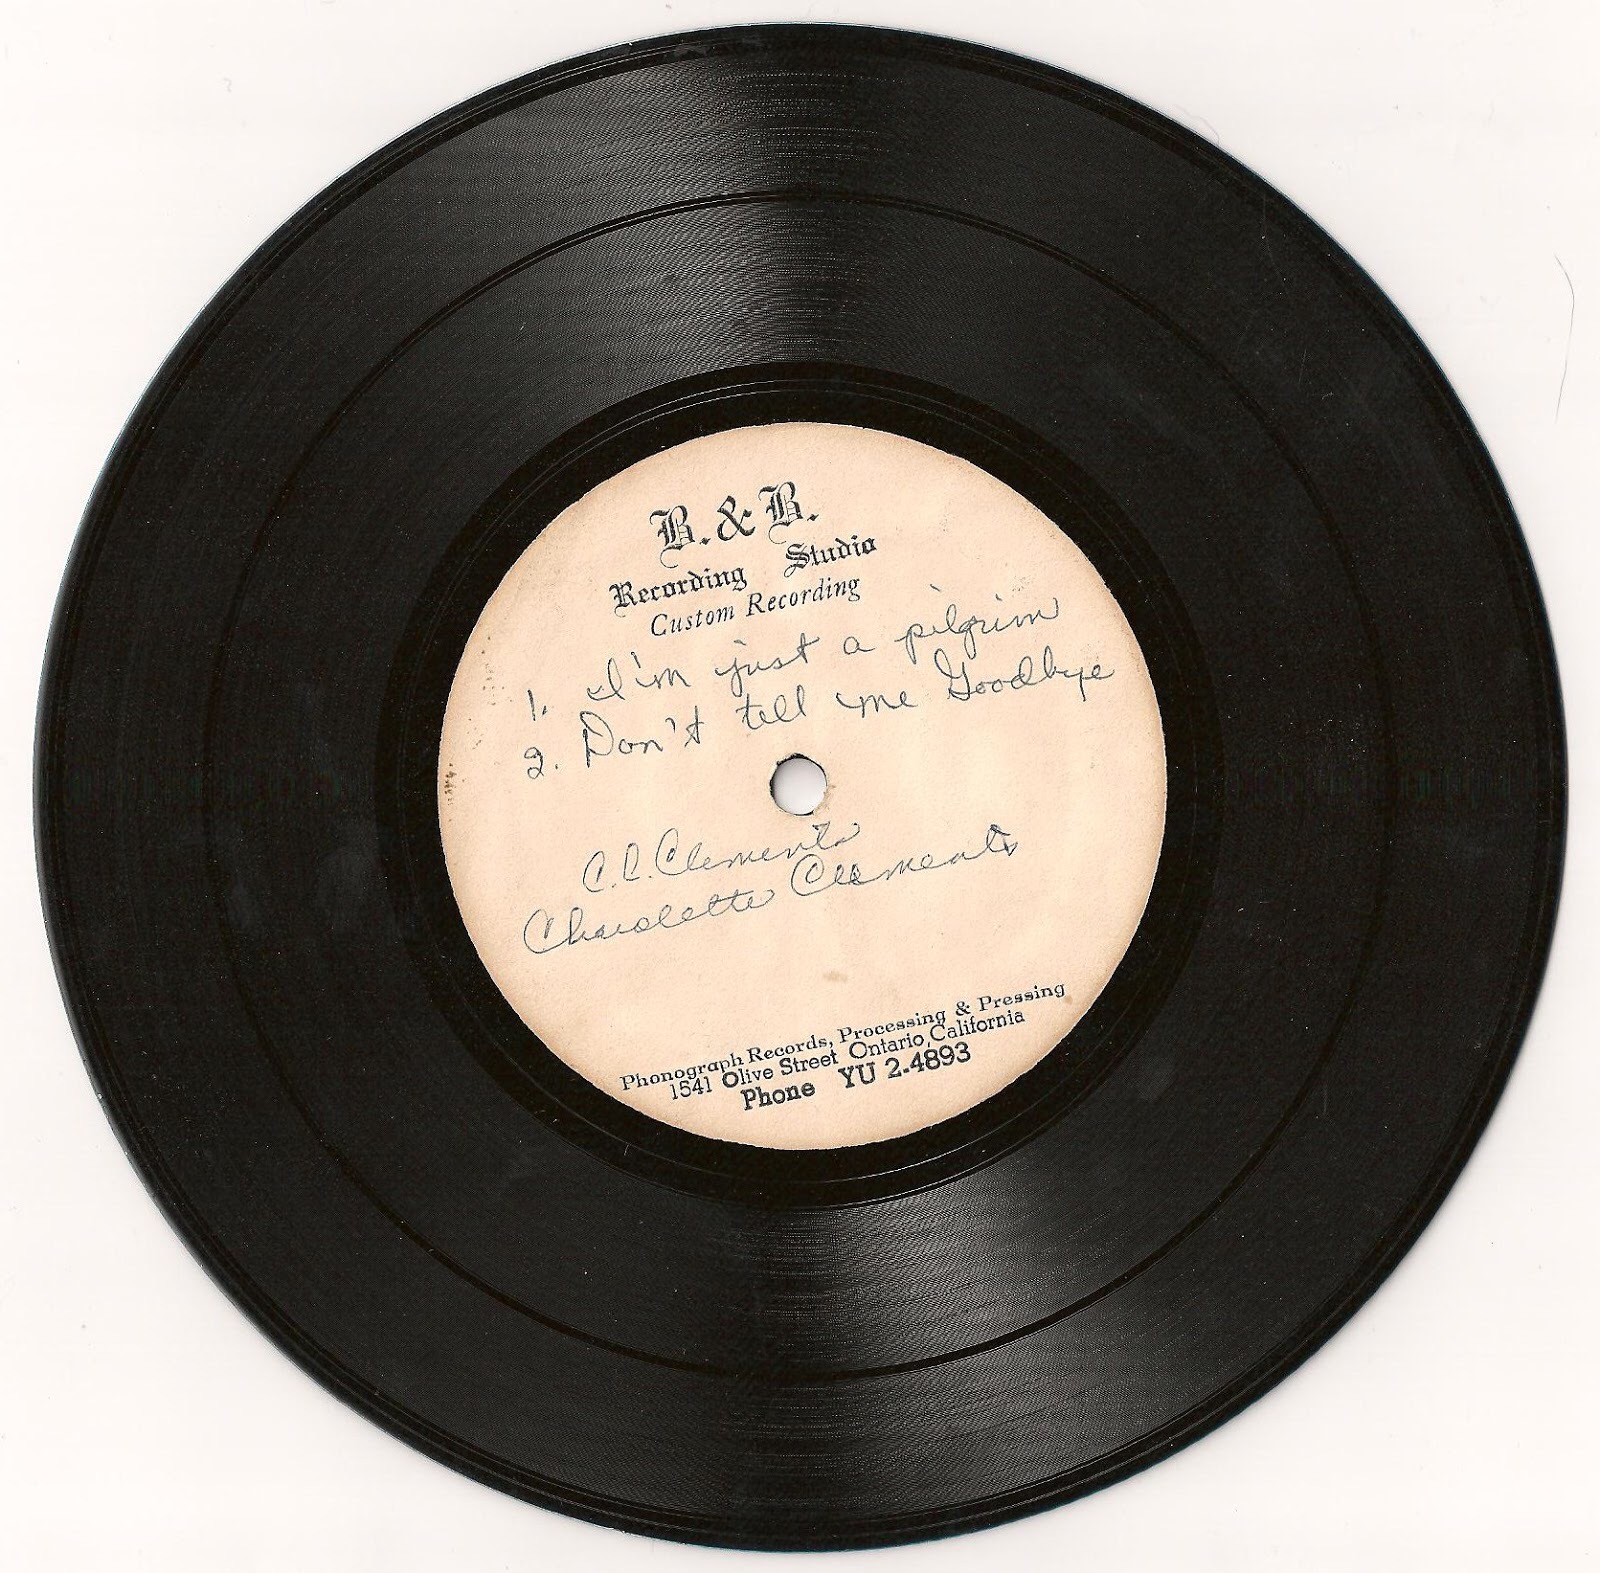 B. & B.
Recording Studio
Custom Recording
1. I'm just a pilgrim
2. Don't tell me Goodbye
C.C. Clements
Charolette Clements
Phonograph Records, Processing & Pressing
1541 Olive Street Ontario, California
Phone YU 2.4893